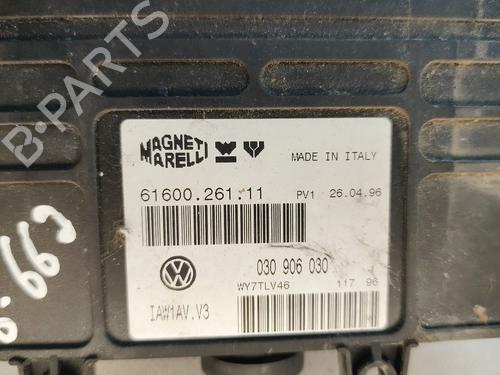 B-PARTS
MAGNETI MARELLI
MADE IN ITALY
61600.261.11 PV1 26.04.96
030 906 030
WY7TLV46 117 96
IAW1AV.V3